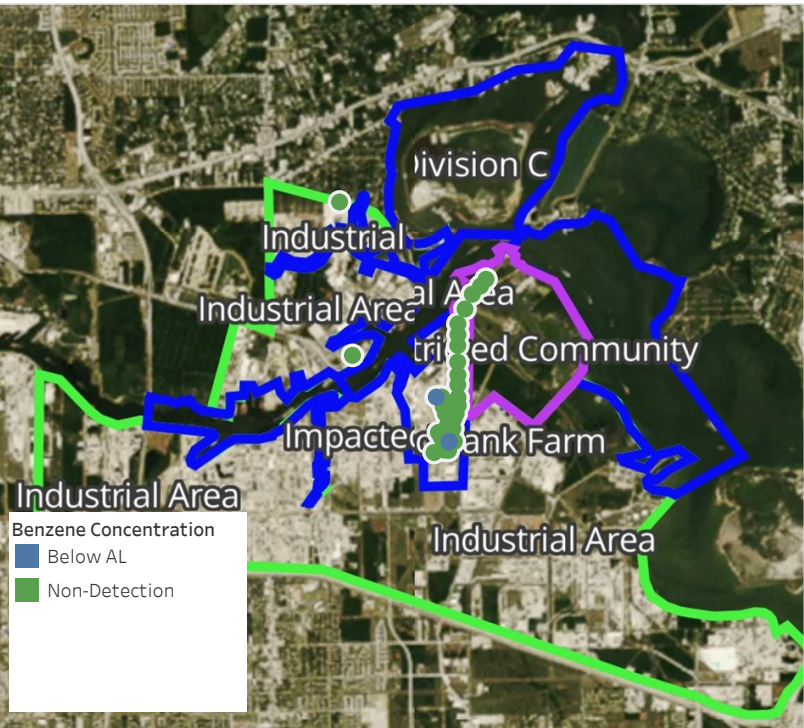 Division C
Industrial
al Area
Industrial Area
ed Community
Impacted
ank Farm
Industrial Area
Industrial Area
Benzene Concentration
Below AL
Non-Detection